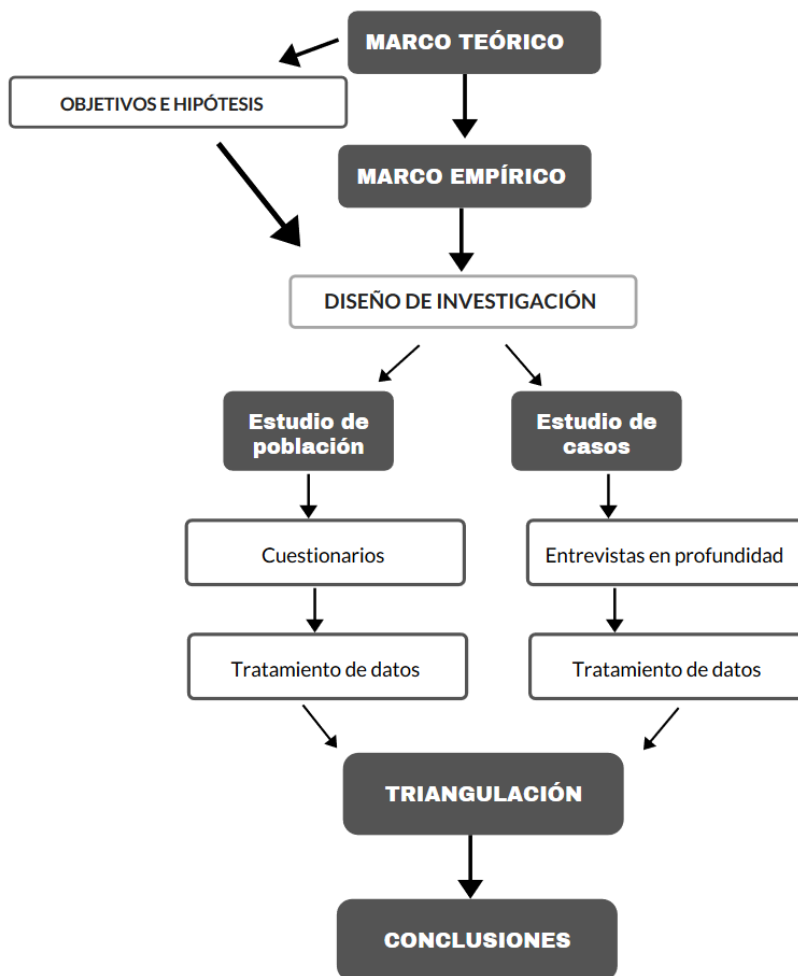 MARCO TEÓRICO
OBJETIVOS E HIPÓTESIS
MARCO EMPÍRICO
DISEÑO DE INVESTIGACIÓN
Estudio de
población
Estudio de
casos
Cuestionarios
Entrevistas en profundidad
Tratamiento de datos
Tratamiento de datos
TRIANGULACIÓN
CONCLUSIONES